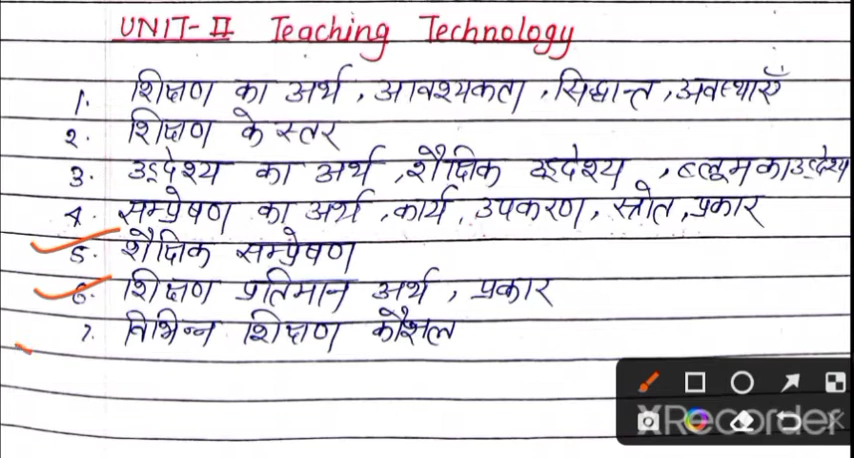 UNIT-II Teaching Technology
1. शिक्षण का अर्थ, आवश्यकता, सिद्धान्त, अवस्थाएँ
2. शिक्षण के स्तर
3. उद्देश्य का अर्थ, शैक्षिक उद्देश्य, ब्लूम का उद्देश्य
4. सम्प्रेषण का अर्थ, कार्य, उपकरण, स्त्रोत, प्रकार
5. शैक्षिक सम्प्रेषण
6. शिक्षण प्रतिमान अर्थ, प्रकार
7. विभिन्न शिक्षण कौशल
XRecorder